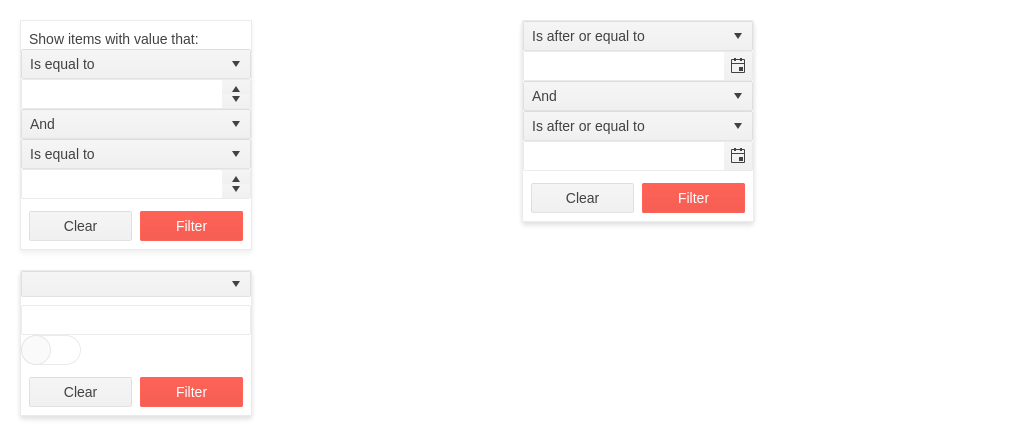 Show items with value that:
Is equal to
And
Is equal to
Clear Filter
Is after or equal to
And
Is after or equal to
Clear Filter
Clear Filter